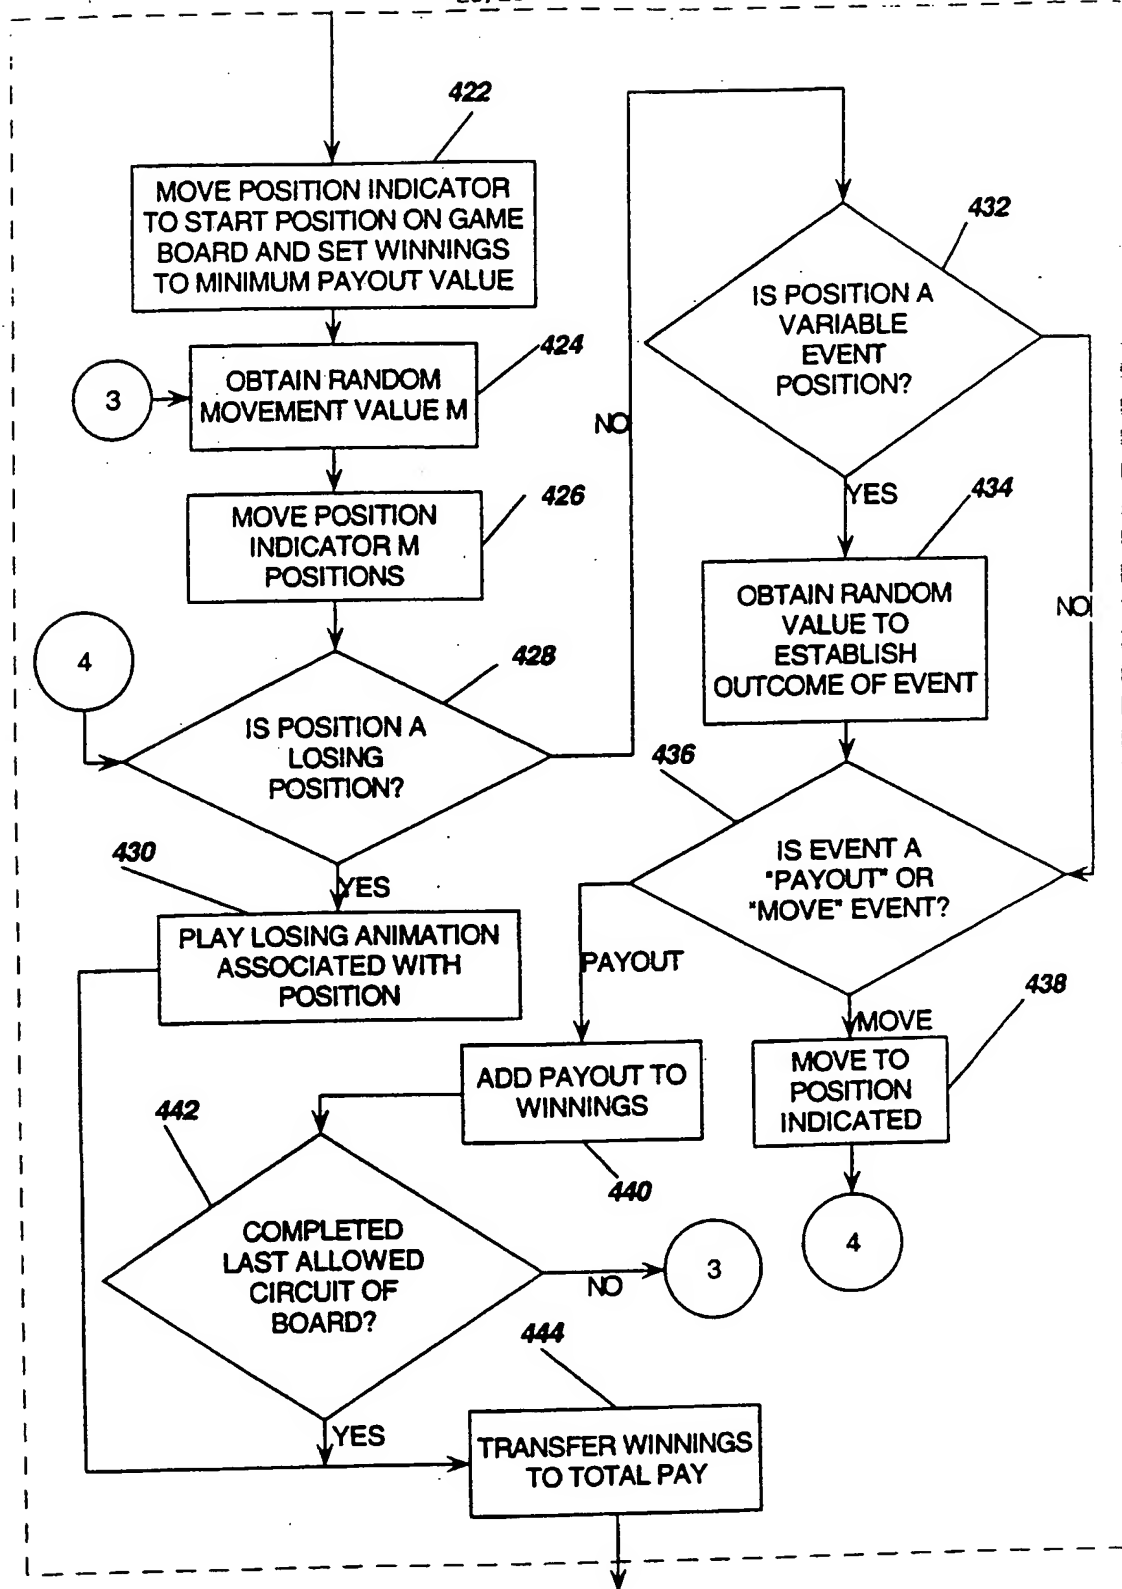 422
MOVE POSITION INDICATOR
TO START POSITION ON GAME
BOARD AND SET WINNINGS
TO MINIMUM PAYOUT VALUE
424
3
OBTAIN RANDOM
MOVEMENT VALUE M
426
MOVE POSITION
INDICATOR M
POSITIONS
4
428
IS POSITION A
LOSING
POSITION?
NO
430
YES
PLAY LOSING ANIMATION
ASSOCIATED WITH
POSITION
432
IS POSITION A
VARIABLE
EVENT
POSITION?
YES
NO
434
OBTAIN RANDOM
VALUE TO
ESTABLISH
OUTCOME OF EVENT
436
IS EVENT A
"PAYOUT" OR
"MOVE" EVENT?
PAYOUT
MOVE
438
MOVE TO
POSITION
INDICATED
4
ADD PAYOUT TO
WINNINGS
440
442
COMPLETED
LAST ALLOWED
CIRCUIT OF
BOARD?
NO
3
YES
444
TRANSFER WINNINGS
TO TOTAL PAY